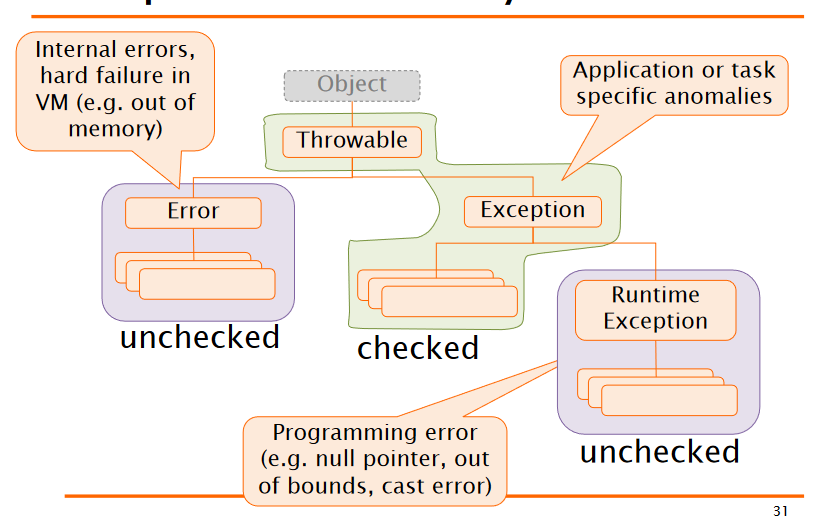 Internal errors,
hard failure in
VM (e.g. out of
memory)
Object
Application or task
specific anomalies
Throwable
Error
Exception
Runtime
Exception
unchecked
checked
Programming error
(e.g. null pointer, out
of bounds, cast error)
unchecked
31